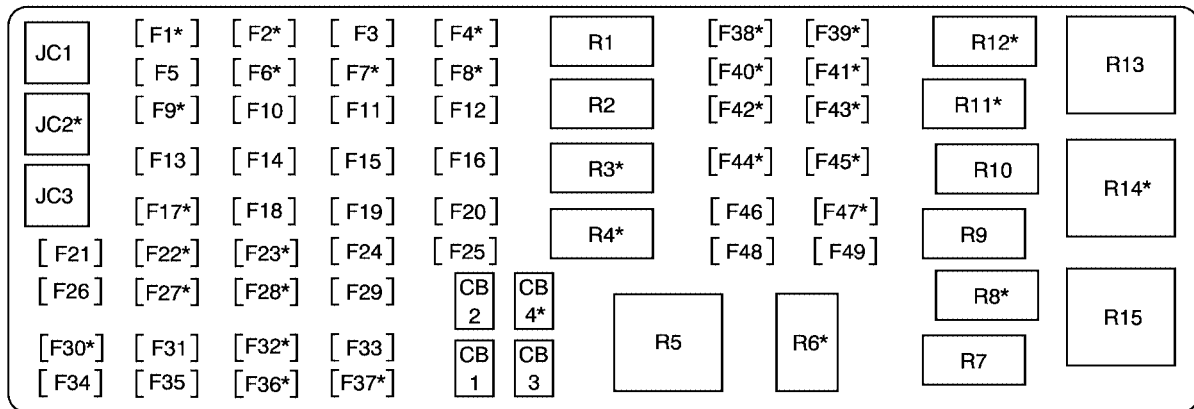 JC1 [F1*] [F2*] [F3] [F4*] R1 [F38*] [F39*] R12* R13
[F5] [F6*] [F7*] [F8*] [F40*] [F41*]
JC2* [F9*] [F10] [F11] [F12] R2 [F42*] [F43*] R11*
[F13] [F14] [F15] [F16] R3* [F44*] [F45*] R10 R14*
JC3 [F17*] [F18] [F19] [F20] [F46] [F47*]
R4* R9
[F21] [F22*] [F23*] [F24] [F25] [F48] [F49]
[F26] [F27*] [F28*] [F29] CB 2 CB 4* R8* R15
[F30*] [F31] [F32*] [F33] CB 1 CB 3 R5 R6* R7
[F34] [F35] [F36*] [F37*]